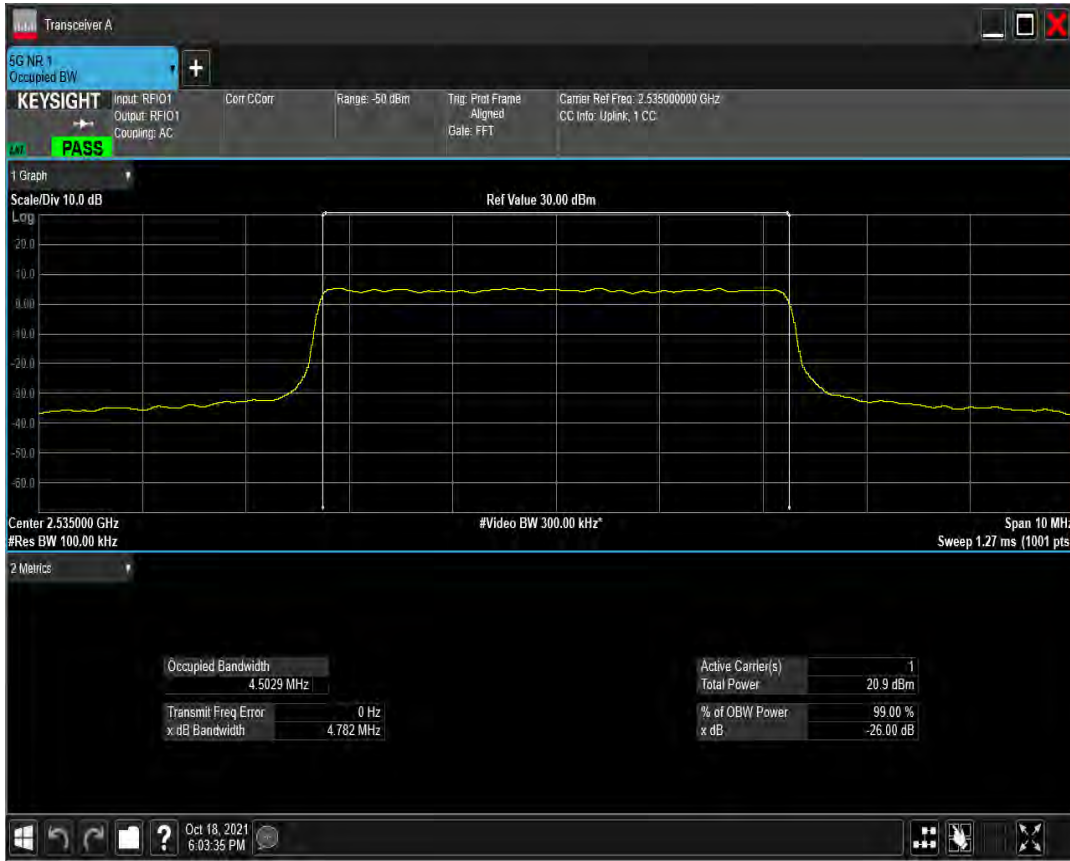 Transceiver A
5G NR 1
Occupied BW
+
KEYSIGHT
Input: RFIO1
Output: RFIO1
Coupling: AC
Corr CCorr
Range: -50 dBm
Trig: Prot Frame
Aligned
Gate: FFT
Carrier Ref Freq: 2.535000000 GHz
CC Info: Uplink, 1 CC
PASS
1 Graph
Scale/Div 10.0 dB
Ref Value 30.00 dBm
Log
20.0
10.0
0.00
-10.0
-20.0
-30.0
-40.0
-50.0
-60.0
Center 2.535000 GHz
#Video BW 300.00 kHz*
Span 10 MHz
#Res BW 100.00 kHz
Sweep 1.27 ms (1001 pts
2 Metrics
Occupied Bandwidth
4.5029 MHz
Transmit Freq Error 0 Hz
x dB Bandwidth 4.782 MHz
Active Carrier(s) 1
Total Power 20.9 dBm
% of OBW Power 99.00 %
x dB -26.00 dB
?
Oct 18, 2021
6:03:35 PM